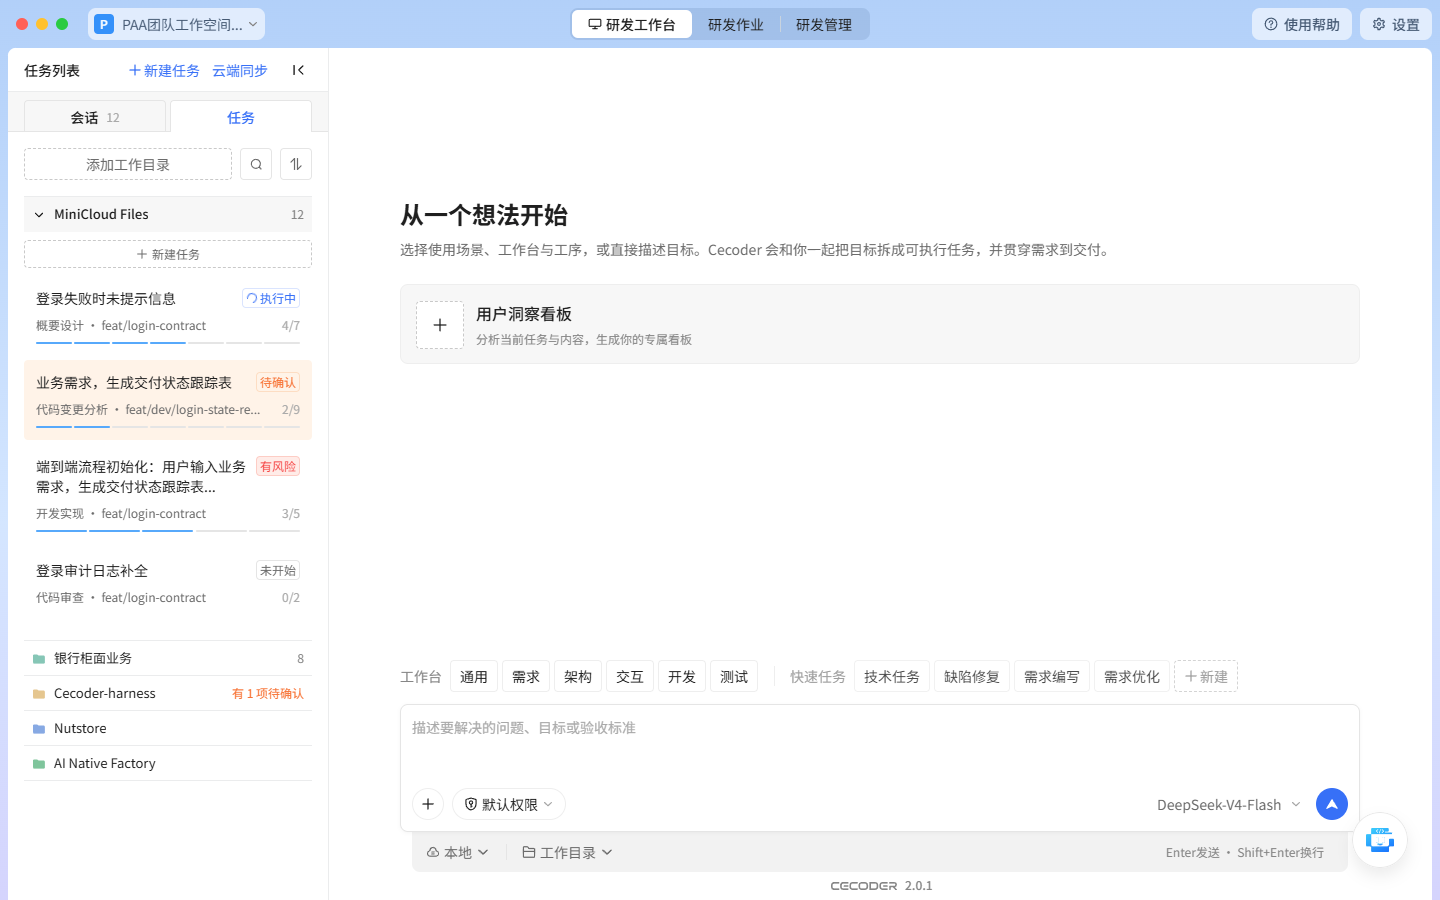 P PAA团队工作空间...
研发工作台 研发作业 研发管理
使用帮助 设置
任务列表 新建任务 云端同步
会话 12 任务
添加工作目录
MiniCloud Files 12
新建任务
登录失败时未提示信息 执行中
概要设计 • feat/login-contract 4/7
业务需求，生成交付状态跟踪表 待确认
代码变更分析 • feat/dev/login-state-re... 2/9
端到端流程初始化：用户输入业务 有风险
需求，生成交付状态跟踪表...
开发实现 • feat/login-contract 3/5
登录审计日志补全 未开始
代码审查 • feat/login-contract 0/2
银行柜面业务 8
Cecoder-harness 有 1 项待确认
Nutstore
AI Native Factory
从一个想法开始
选择使用场景、工作台与工序，或直接描述目标。Cecoder 会和你一起把目标拆成可执行任务，并贯穿需求到交付。
用户洞察看板
分析当前任务与内容，生成你的专属看板
工作台 通用 需求 架构 交互 开发 测试 快速任务 技术任务 缺陷修复 需求编写 需求优化 新建
描述要解决的问题、目标或验收标准
默认权限 DeepSeek-V4-Flash
本地 工作目录 Enter发送 • Shift+Enter换行
CECODER 2.0.1